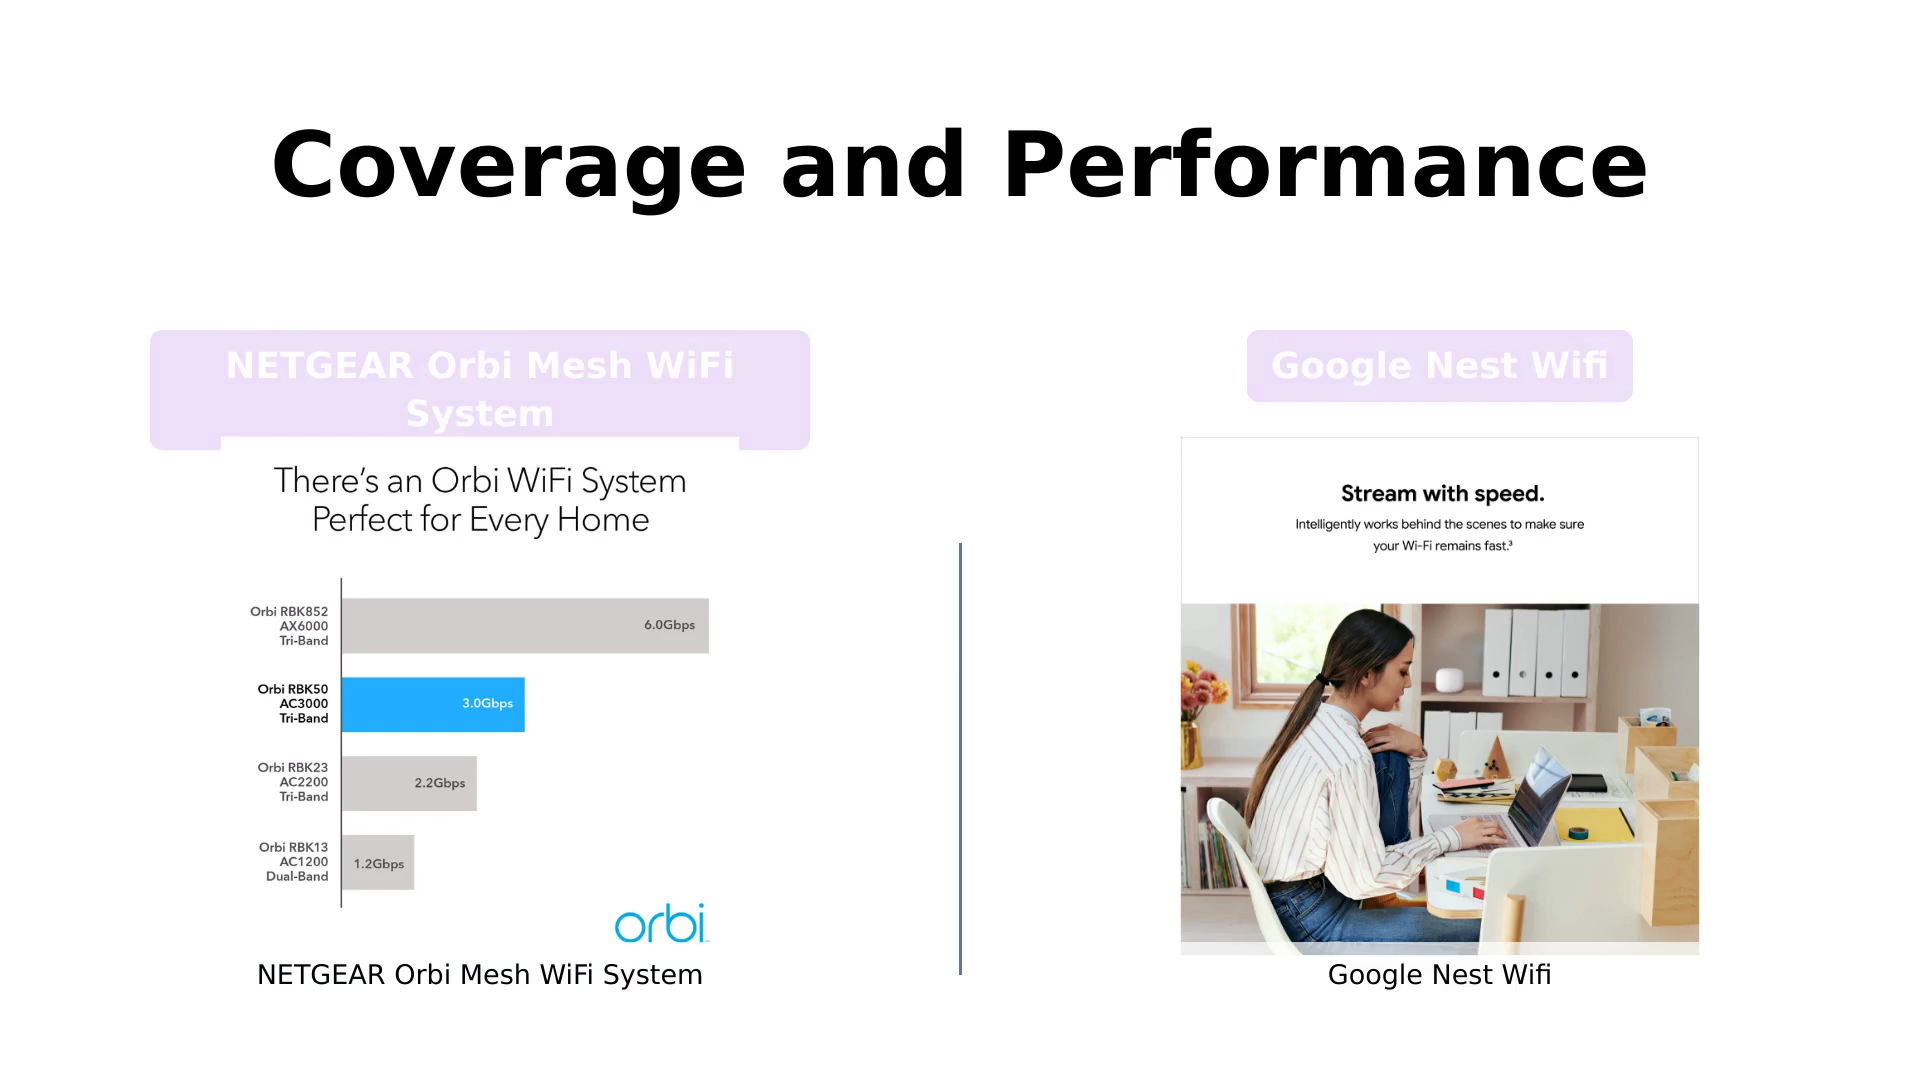 Coverage and Performance
NETGEAR Orbi Mesh WiFi
System
There's an Orbi WiFi System
Perfect for Every Home
Orbi RBK852
AX6000
Tri-Band
6.0Gbps
Orbi RBK50
AC3000
Tri-Band
3.0Gbps
Orbi RBK23
AC2200
Tri-Band
2.2Gbps
Orbi RBK13
AC1200
Dual-Band
1.2Gbps
orbi
NETGEAR Orbi Mesh WiFi System
Google Nest Wifi
Stream with speed.
Intelligently works behind the scenes to make sure
your Wi-Fi remains fast.³
Google Nest Wifi